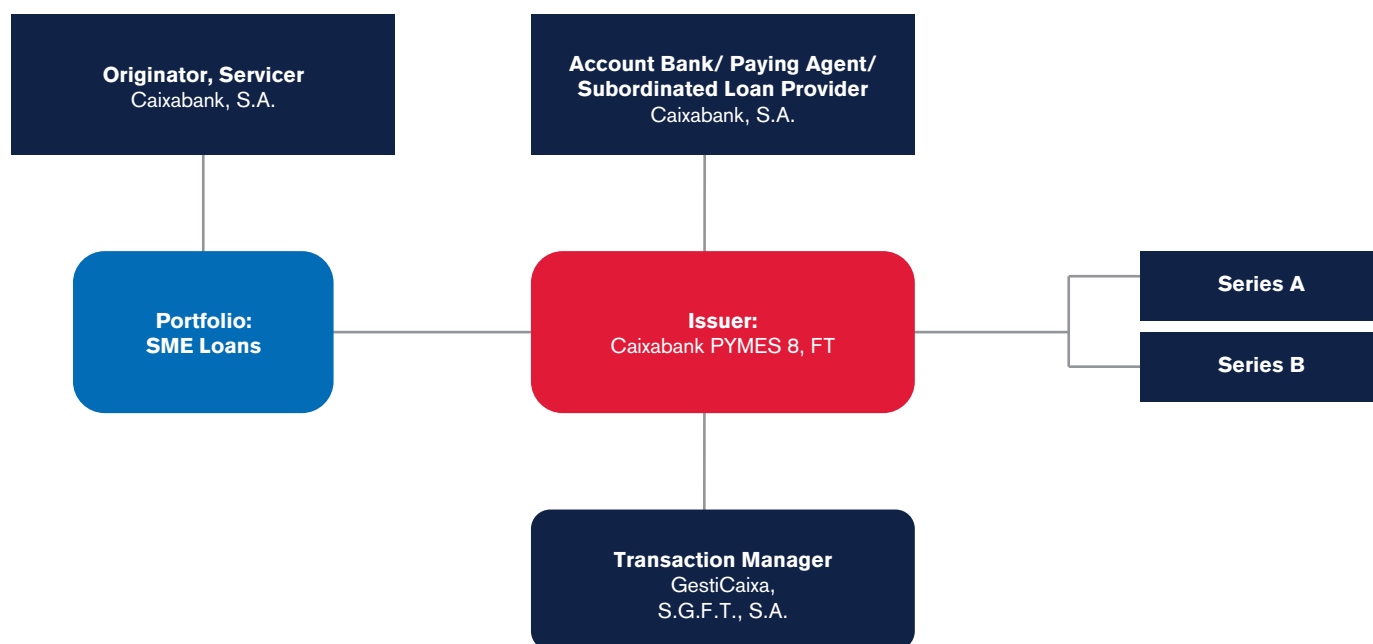 Originator, Servicer
Caixabank, S.A.
Account Bank/ Paying Agent/
Subordinated Loan Provider
Caixabank, S.A.
Portfolio:
SME Loans
Issuer:
Caixabank PYMES 8, FT
Series A
Series B
Transaction Manager
GestiCaixa,
S.G.F.T., S.A.